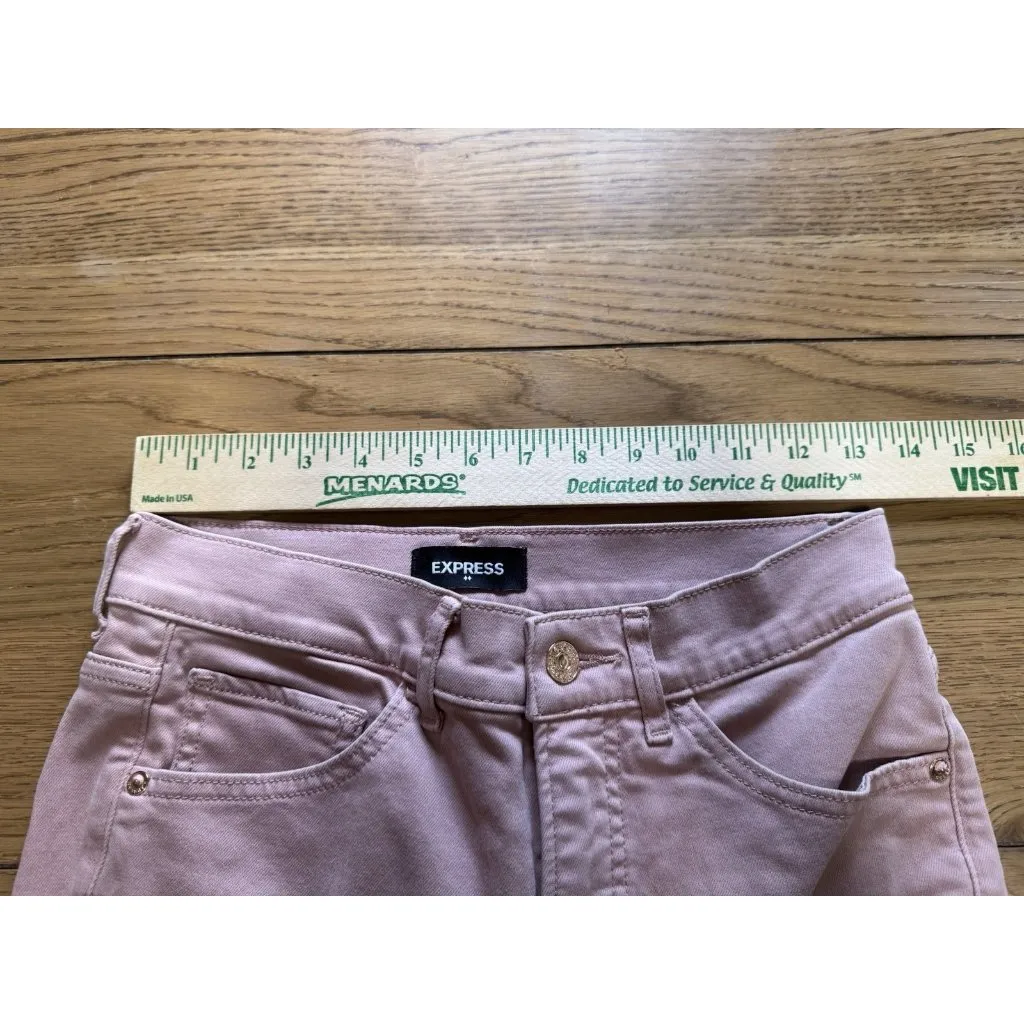 1 2 3 4 5 6 7 8 9 10 11 12 13 14 15
Made in USA MENARDS® Dedicated to Service & Quality℠ VISIT
EXPRESS